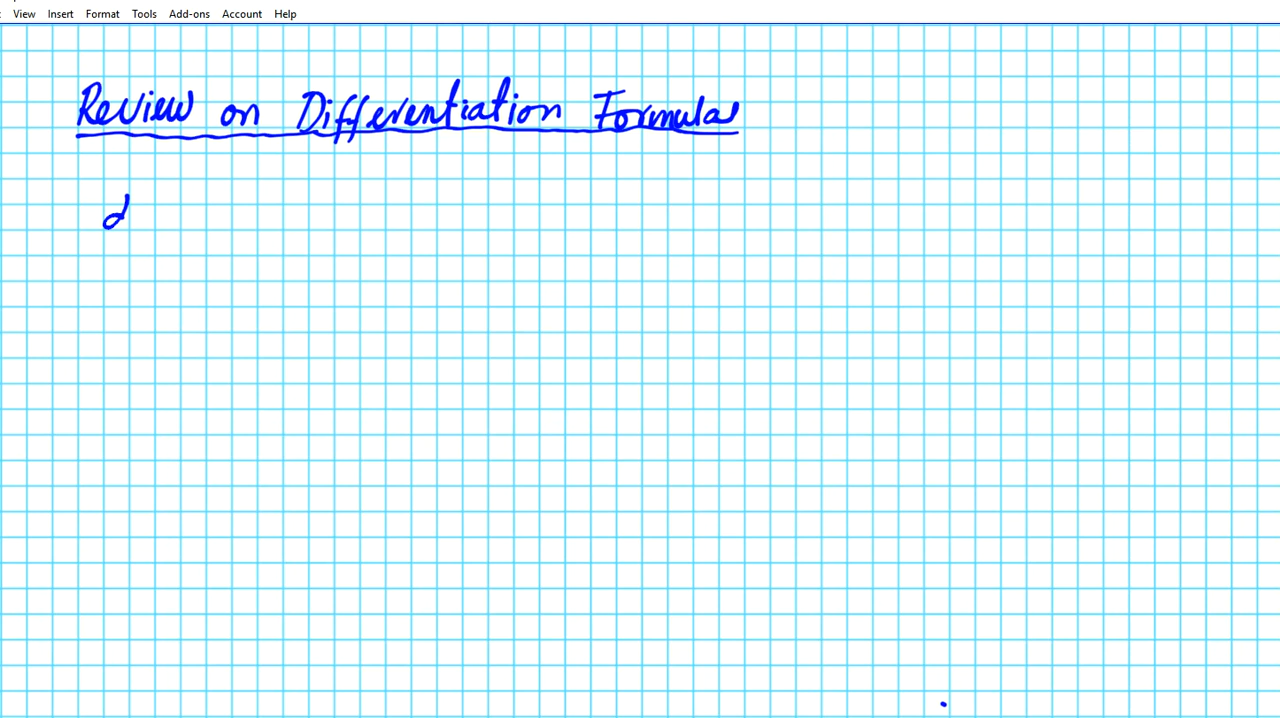 View Insert Format Tools Add-ons Account Help
Review on Differentiation Formulas
d